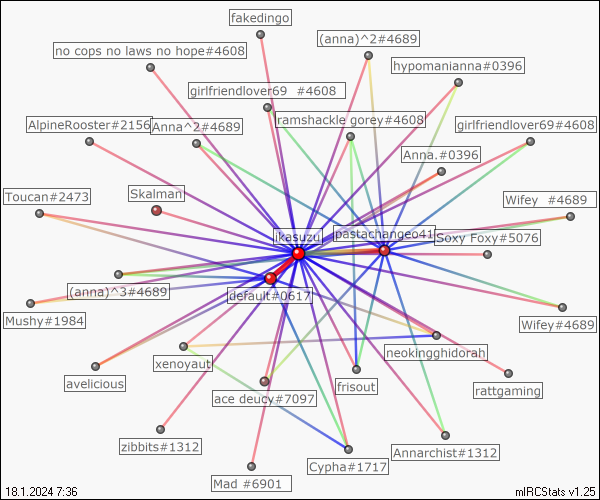 fakedingo
(anna)^2#4689
no cops no laws no hope#4608
hypomanianna#0396
girlfriendlover69 #4608
ramshackle gorey#4608
AlpineRooster#2156
Anna^2#4689
girlfriendlover69#4608
Anna.#0396
Skalman
Toucan#2473
Wifey #4689
ikasuzu
pastachange041
Soxy Foxy#5076
(anna)^3#4689
default#0617
Mushy#1984
Wifey#4689
neokingghidorah
xenoyaut
avelicious
frisout
rattgaming
ace deucy#7097
zibbits#1312
Annarchist#1312
Cypha#1717
Mad #6901
18.1.2024 7:36
mIRCStats v1.25